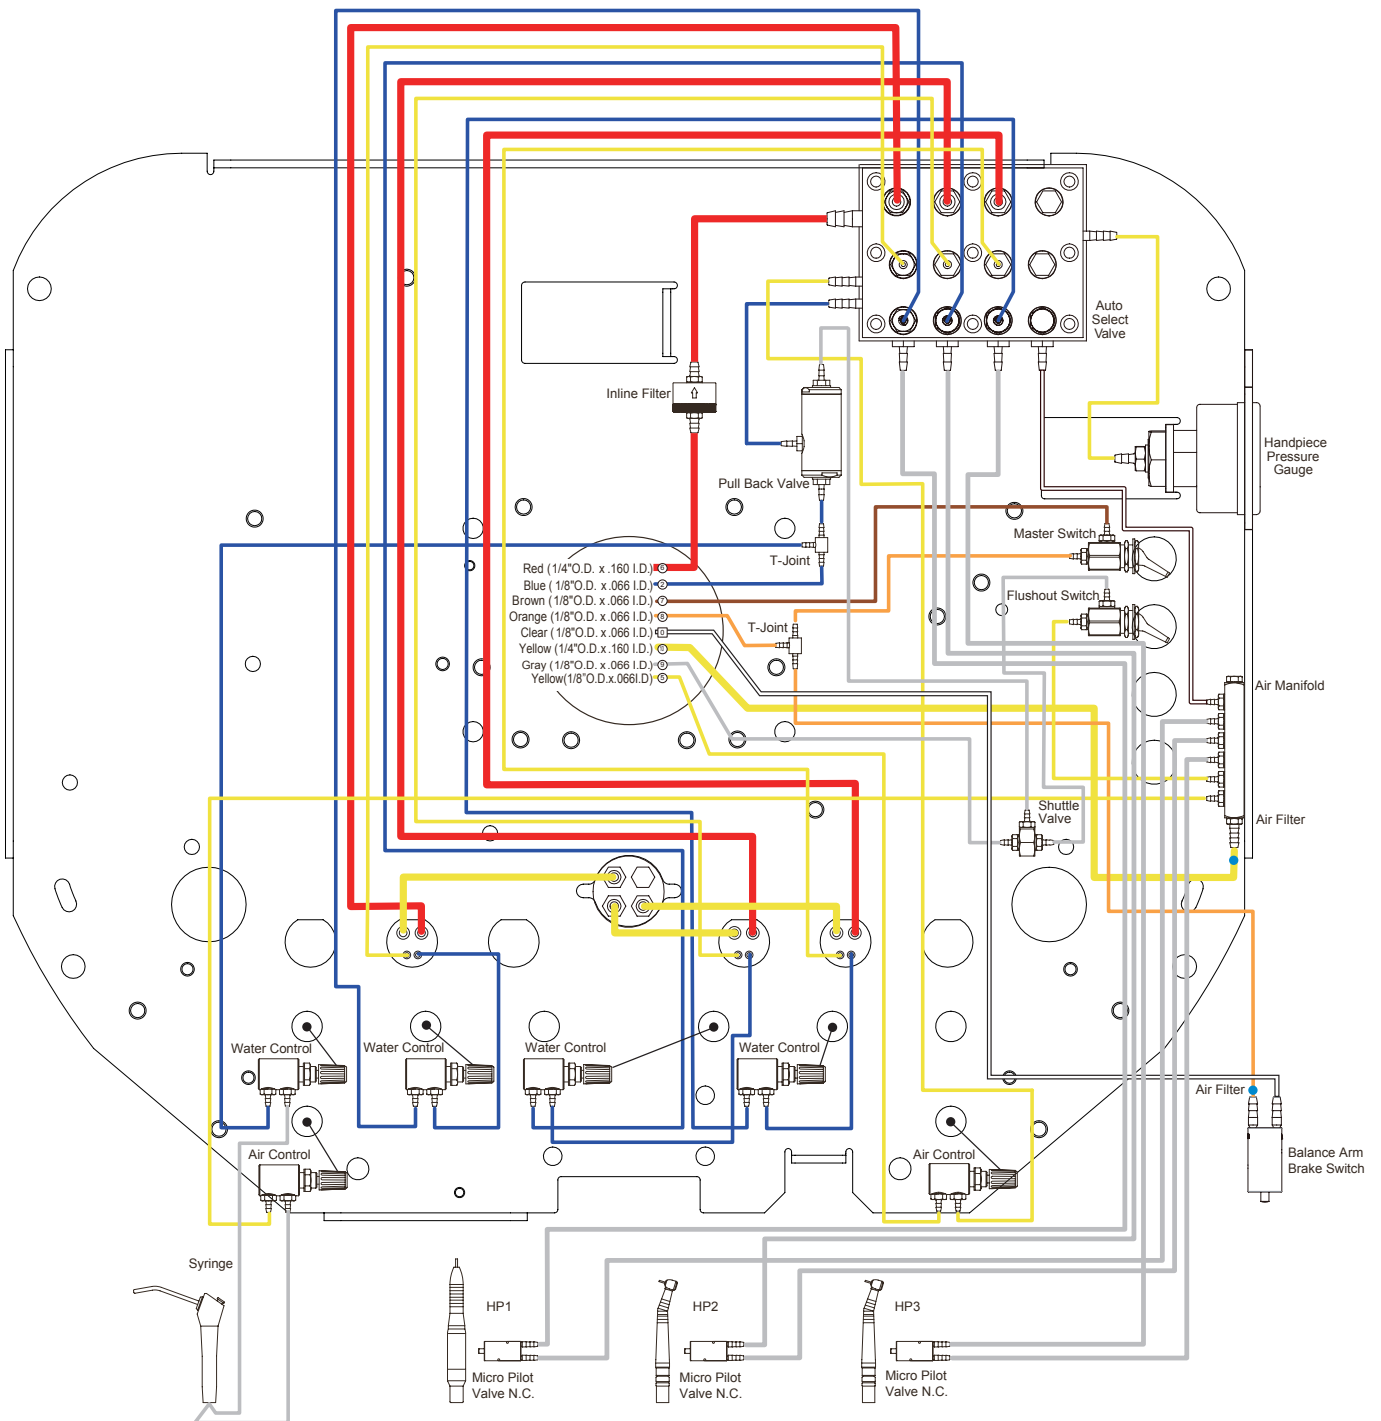 Auto
Select
Valve
Inline Filter
Handpiece
Pressure
Gauge
Pull Back Valve
Master Switch
T-Joint
Red (1/4"O.D. x .160 I.D.) 6
Blue ( 1/8"O.D. x .066 I.D.) 2
Brown (1/8"O.D. x .066 I.D.) 7
Orange (1/8"O.D. x .066 I.D.) 8
Clear ( 1/8"O.D. x .066 I.D.)
Yellow (1/4"O.D. x .160 I.D.)
Gray (1/8"O.D. x .066 I.D.)
Yellow(1/8"O.D.x.066I.D)
Flushout Switch
T-Joint
Air Manifold
Shuttle
Valve
Air Filter
Water Control
Water Control
Water Control
Water Control
Air Filter
Air Control
Air Control
Balance Arm
Brake Switch
Syringe
HP1
HP2
HP3
Micro Pilot
Valve N.C.
Micro Pilot
Valve N.C.
Micro Pilot
Valve N.C.